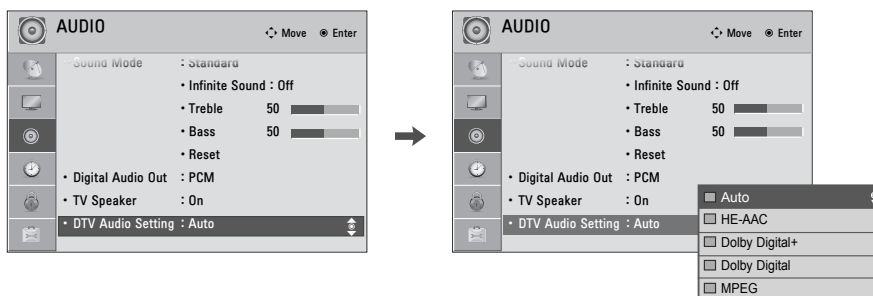 AUDIO
Move Enter
Sound Mode : Standard
• Infinite Sound : Off
• Treble 50
• Bass 50
• Reset
• Digital Audio Out : PCM
• TV Speaker : On
• DTV Audio Setting : Auto
AUDIO
Move Enter
Sound Mode : Standard
• Infinite Sound : Off
• Treble 50
• Bass 50
• Reset
• Digital Audio Out : PCM
• TV Speaker : On
• DTV Audio Setting : Auto
Auto
HE-AAC
Dolby Digital+
Dolby Digital
MPEG